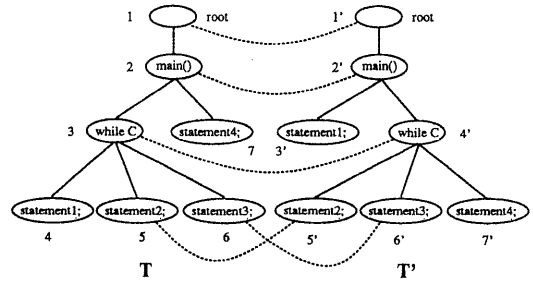 1 root 1' root
2 main() 2' main()
3 while C statement4; statement1; while C 4'
7 3'
statement1; statement2; statement3; statement2; statement3; statement4;
4 5 6 5' 6' 7'
T T'